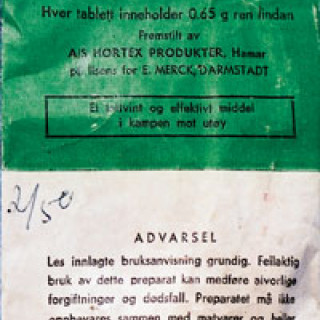 Hver tablett inneholder 0.65 g ren lindan
Fremstilt av
A/S HORTEX PRODUKTER, Hamar
på lisens for E. MERCK, DARMSTADT
Et lettvint og effektivt middel
i kampen mot utøy
2/50
ADVARSEL
Les innlagte bruksanvisning grundig. Feilaktig
bruk av dette preparat kan medføre alvorlige
forgiftninger og dødsfall. Preparatet må ikke
oppbevares sammen med matvarer og heller